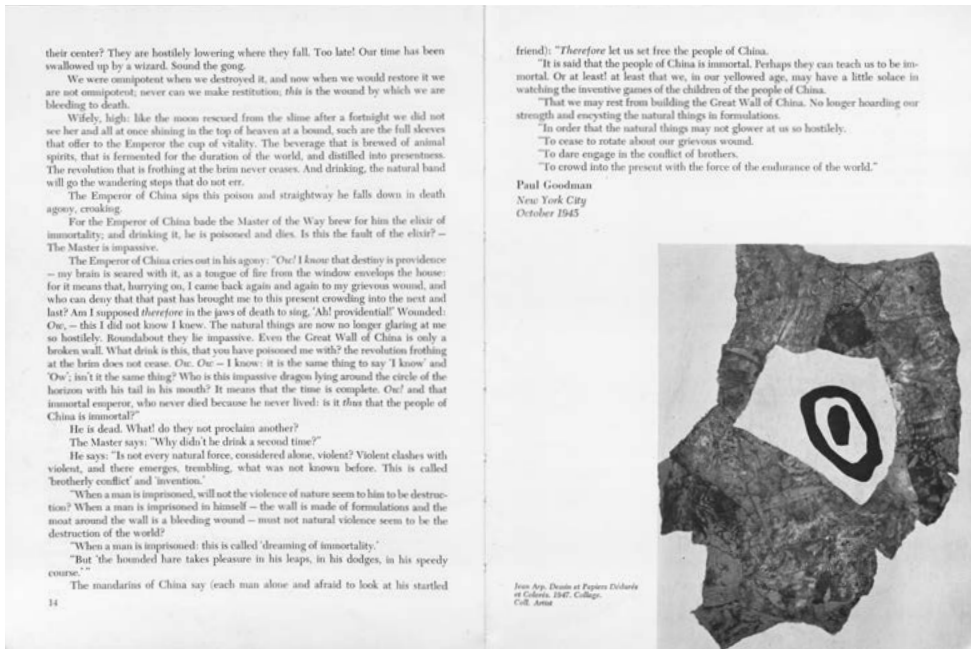 their center? They are hostilely lowering where they fall. Too late! Our time has been
swallowed up by a wizard. Sound the gong.
We were omnipotent when we destroyed it, and now when we would restore it we
are not omnipotent; never can we make restitution; this is the wound by which we are
bleeding to death.
Wifely, high: like the moon rescued from the slime after a fortnight we did not
see her and all at once shining in the top of heaven at a bound, such are the full sleeves
that offer to the Emperor the cup of vitality. The beverage that is brewed of animal
spirits, that is fermented for the duration of the world, and distilled into presentness.
The revolution that is frothing at the brim never ceases. And drinking, the natural band
will go the wandering steps that do not err.
The Emperor of China sips this poison and straightway he falls down in death
agony, croaking.
For the Emperor of China bade the Master of the Way brew for him the elixir of
immortality; and drinking it, he is poisoned and dies. Is this the fault of the elixir? —
The Master is impassive.
The Emperor of China cries out in his agony: "Ow! I know that destiny is providence
— my brain is seared with it, as a tongue of fire from the window envelops the house:
for it means that, hurrying on, I came back again and again to my grievous wound, and
who can deny that that past has brought me to this present crowding into the next and
last? Am I supposed therefore in the jaws of death to sing, 'Ah! providential!' Wounded:
Ow, — this I did not know I knew. The natural things are now no longer glaring at me
so hostilely. Roundabout they lie impassive. Even the Great Wall of China is only a
broken wall. What drink is this, that you have poisoned me with? the revolution frothing
at the brim does not cease. Ow. Ow — I know: it is the same thing to say 'I know' and
'Ow'; isn't it the same thing? Who is this impassive dragon lying around the circle of the
horizon with his tail in his mouth? It means that the time is complete. Ow! and that
immortal emperor, who never died because he never lived: is it thus that the people of
China is immortal?"
He is dead. What! do they not proclaim another?
The Master says: "Why didn't he drink a second time?"
He says: "Is not every natural force, considered alone, violent? Violent clashes with
violent, and there emerges, trembling, what was not known before. This is called
'brotherly conflict' and 'invention.'
"When a man is imprisoned, will not the violence of nature seem to him to be destruc-
tion? When a man is imprisoned in himself — the wall is made of formulations and the
moat around the wall is a bleeding wound — must not natural violence seem to be the
destruction of the world?
"When a man is imprisoned: this is called 'dreaming of immortality.'
"But 'the hounded hare takes pleasure in his leaps, in his dodges, in his speedy
course.' "
The mandarins of China say (each man alone and afraid to look at his startled
14
friend): "Therefore let us set free the people of China.
"It is said that the people of China is immortal. Perhaps they can teach us to be im-
mortal. Or at least! at least that we, in our yellowed age, may have a little solace in
watching the inventive games of the children of the people of China.
"That we may rest from building the Great Wall of China. No longer hoarding our
strength and encysting the natural things in formulations.
"In order that the natural things may not glower at us so hostilely.
"To cease to rotate about our grievous wound.
"To dare engage in the conflict of brothers.
"To crowd into the present with the force of the endurance of the world."
Paul Goodman
New York City
October 1945
Jean Arp. Dessin et Papiers Déchirés
et Colorés. 1947. Collage.
Coll. Artist